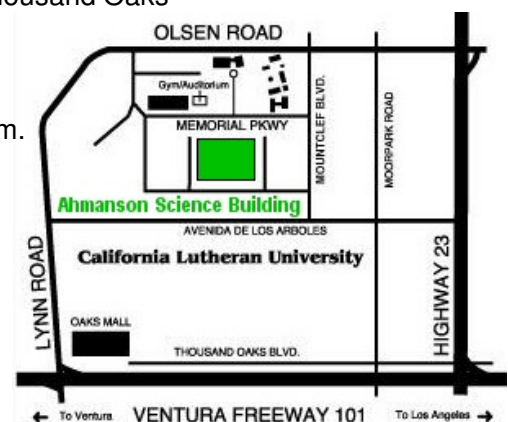 housand Oaks
OLSEN ROAD
Gym/Auditorium
m.
MEMORIAL PKWY
MOUNTCLEF BLVD.
MOORPARK ROAD
Ahmanson Science Building
AVENIDA DE LOS ARBOLES
California Lutheran University
LYNN ROAD
HIGHWAY 23
OAKS MALL
THOUSAND OAKS BLVD.
← To Ventura VENTURA FREEWAY 101 To Los Angeles →